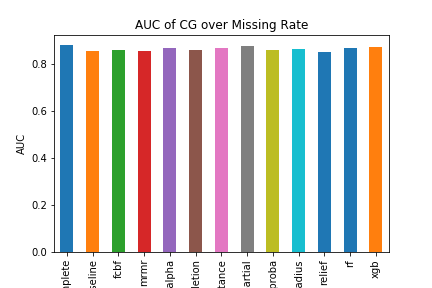 AUC of CG over Missing Rate
AUC
0.8
0.6
0.4
0.2
0.0
plete
seline
fcbf
mrmr
alpha
letion
tance
artial
proba
adius
relief
rf
xgb